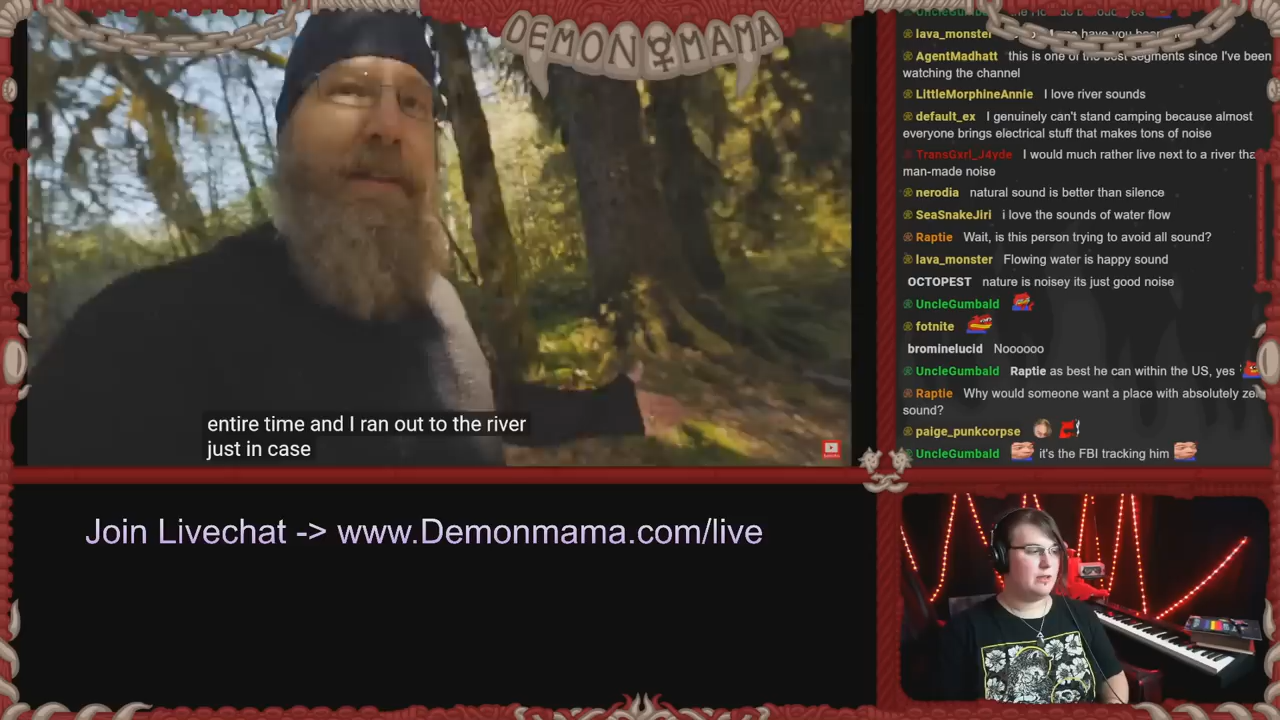 DEMON MAMA
lava_monster
have you
AgentMadhatt this is one of the best segments since I've been
watching the channel
LittleMorphineAnnie I love river sounds
default_ex I genuinely can't stand camping because almost
everyone brings electrical stuff that makes tons of noise
TransGxrl_J4yde I would much rather live next to a river tha
man-made noise
nerodia natural sound is better than silence
SeaSnakeJiri i love the sounds of water flow
Raptie Wait, is this person trying to avoid all sound?
lava_monster Flowing water is happy sound
OCTOPEST nature is noisey its just good noise
UncleGumbald
fotnite
brominelucid Noooooo
UncleGumbald Raptie as best he can within the US, yes
Raptie Why would someone want a place with absolutely ze
sound?
paige_punkcorpse
UncleGumbald it's the FBI tracking him
entire time and I ran out to the river
just in case
Join Livechat -> www.Demonmama.com/live